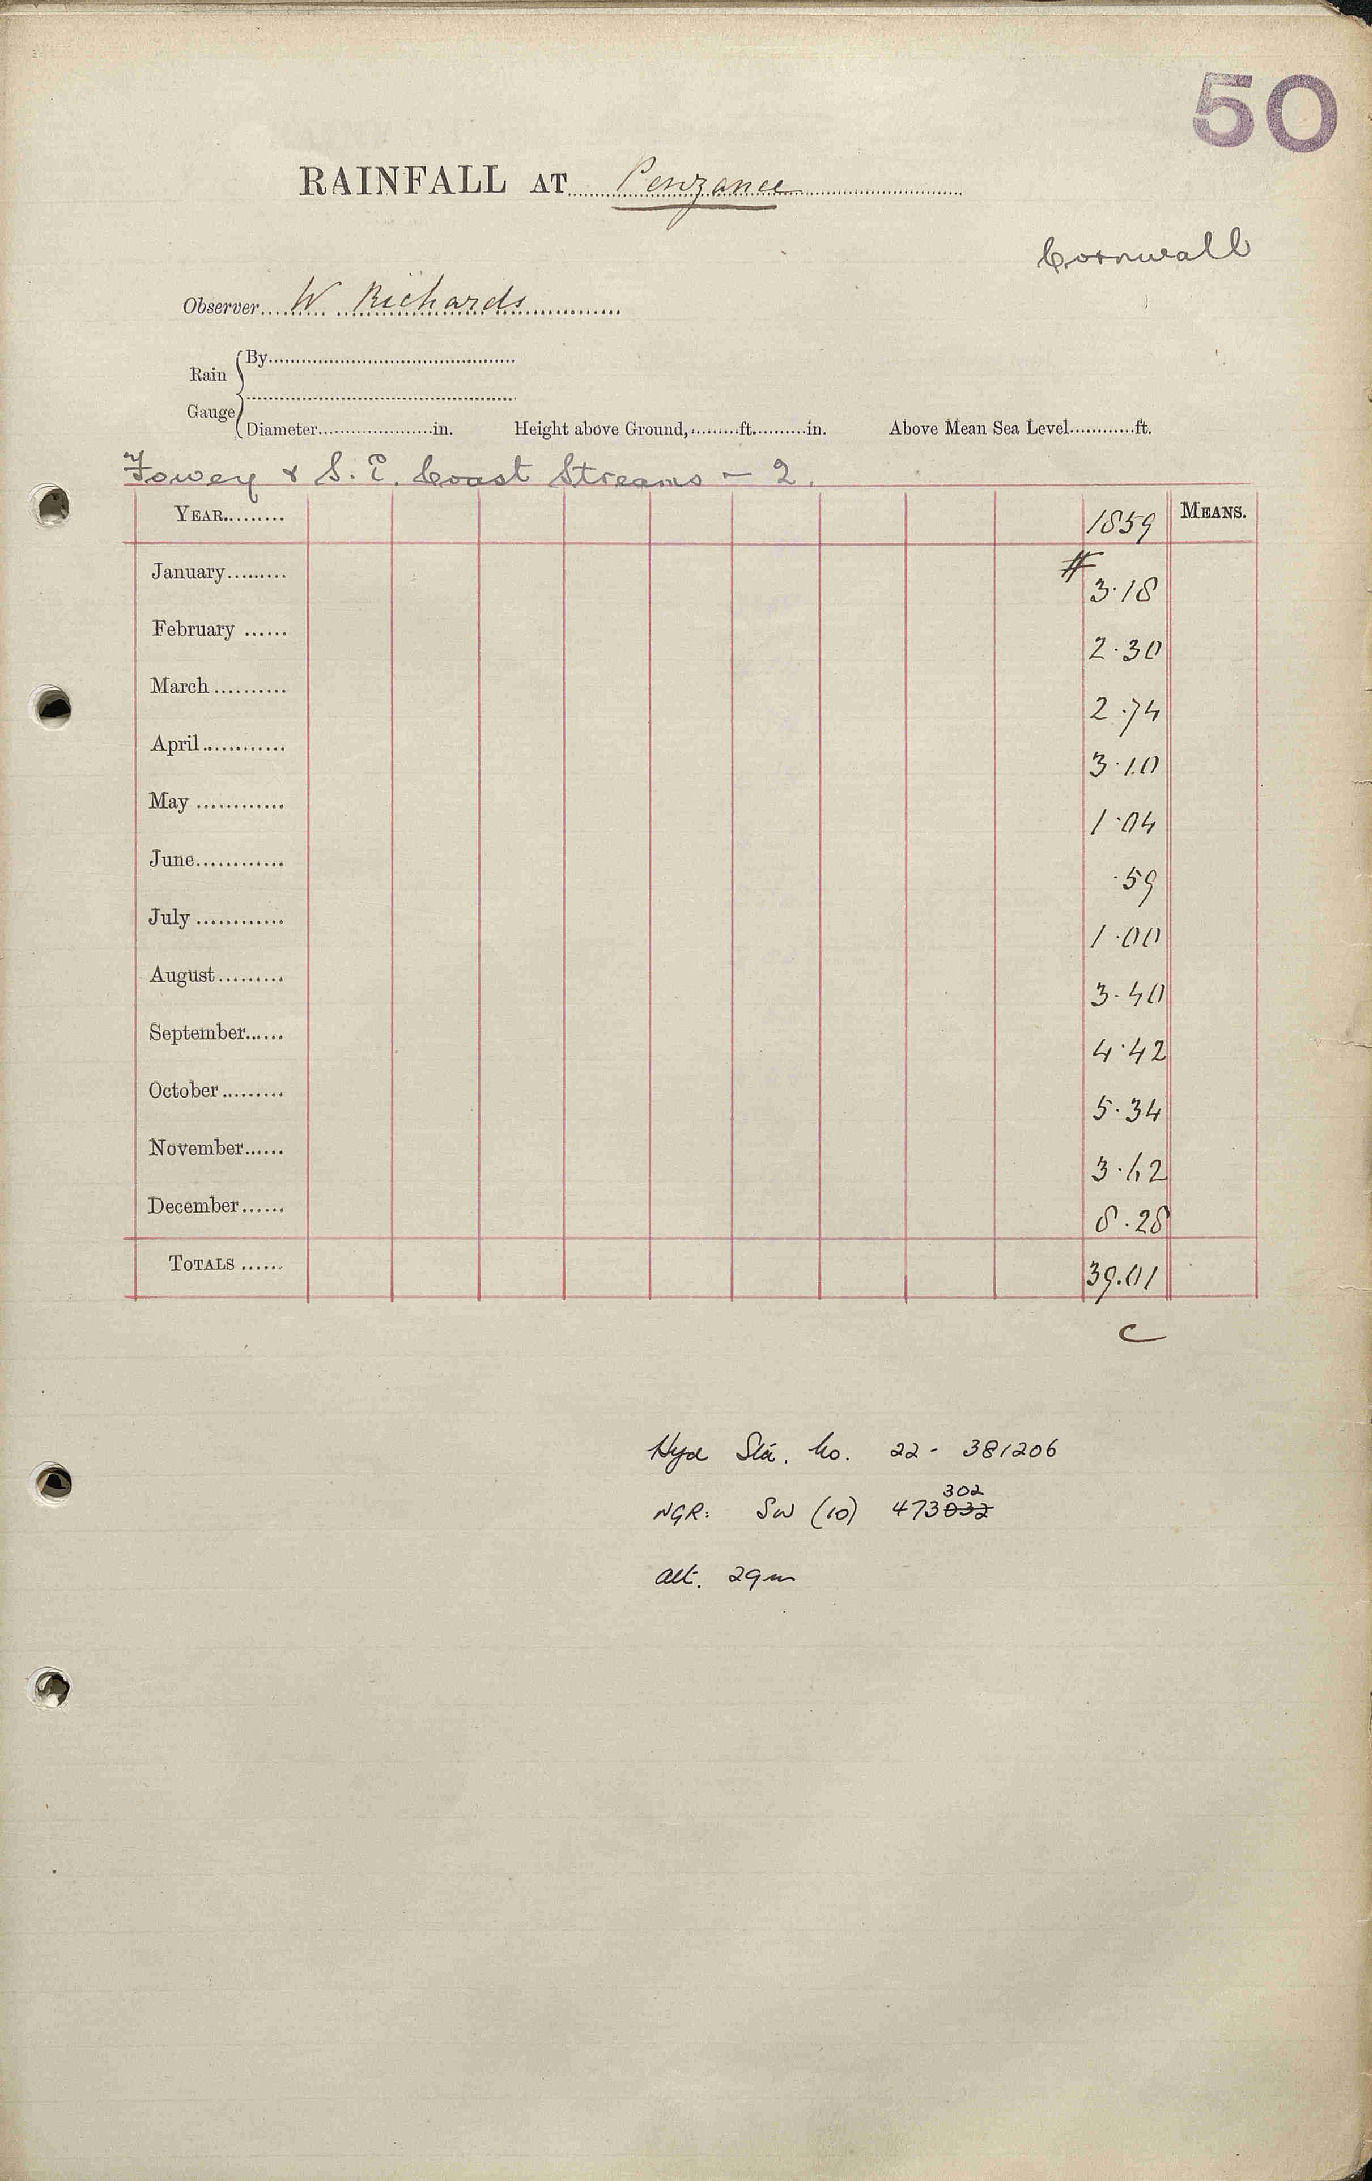 50
RAINFALL AT Penzance
Cornwall
Observer W Richards
Rain Gauge
By
Diameter in. Height above Ground, ft. in. Above Mean Sea Level ft.
Fowey & S. E. Coast Streams - 2.
YEAR 1859 MEANS.
January # 3.18
February 2.30
March 2.74
April 3.10
May 1.04
June .59
July 1.00
August 3.40
September 4.42
October 5.34
November 3.62
December 8.28
TOTALS 39.01
C
Hyd Sta. No. 22- 381206
302
NGR: SW (10) 473032
alt. 29m